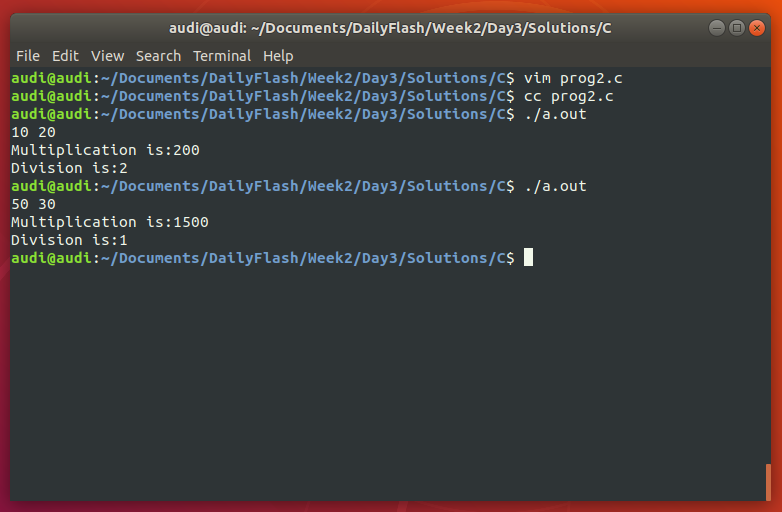 audi@audi: ~/Documents/DailyFlash/Week2/Day3/Solutions/C
File Edit View Search Terminal Help
audi@audi:~/Documents/DailyFlash/Week2/Day3/Solutions/C$ vim prog2.c
audi@audi:~/Documents/DailyFlash/Week2/Day3/Solutions/C$ cc prog2.c
audi@audi:~/Documents/DailyFlash/Week2/Day3/Solutions/C$ ./a.out
10 20
Multiplication is:200
Division is:2
audi@audi:~/Documents/DailyFlash/Week2/Day3/Solutions/C$ ./a.out
50 30
Multiplication is:1500
Division is:1
audi@audi:~/Documents/DailyFlash/Week2/Day3/Solutions/C$